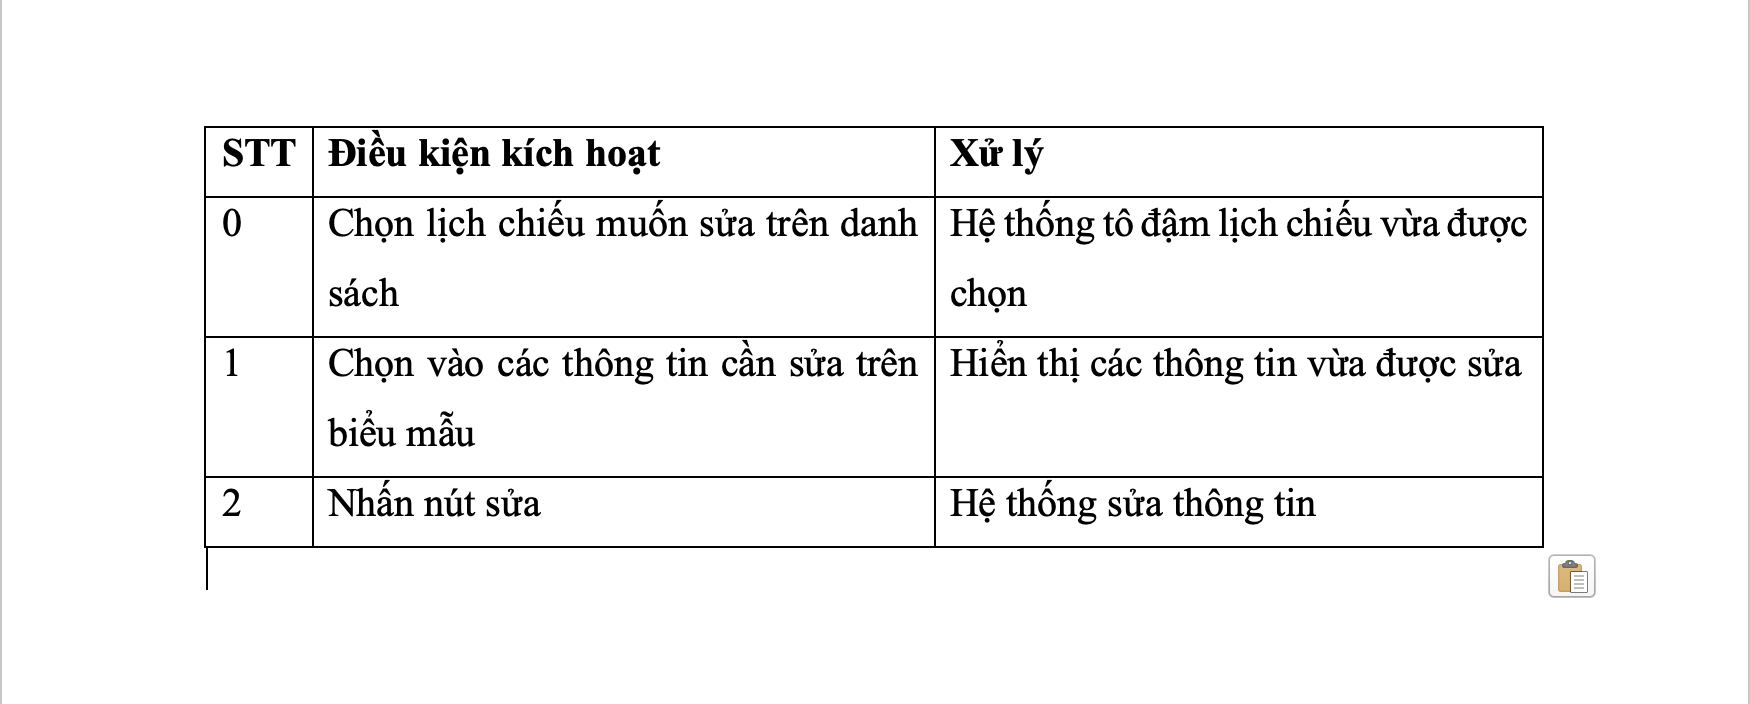 STT Điều kiện kích hoạt Xử lý
0 Chọn lịch chiếu muốn sửa trên danh Hệ thống tô đậm lịch chiếu vừa được
sách chọn
1 Chọn vào các thông tin cần sửa trên Hiển thị các thông tin vừa được sửa
biểu mẫu
2 Nhấn nút sửa Hệ thống sửa thông tin